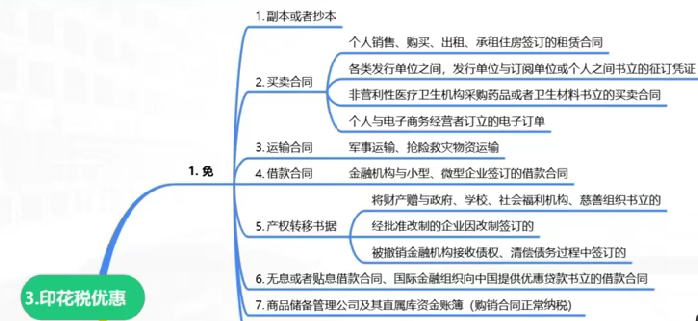 1. 副本或者抄本
个人销售、购买、出租、承租住房签订的租赁合同
各类发行单位之间，发行单位与订阅单位或个人之间书立的征订凭证
2. 买卖合同
非营利性医疗卫生机构采购药品或者卫生材料书立的买卖合同
个人与电子商务经营者订立的电子订单
3. 运输合同
军事运输、抢险救灾物资运输
1. 免
4. 借款合同
金融机构与小型、微型企业签订的借款合同
将财产赠与政府、学校、社会福利机构、慈善组织书立的
5. 产权转移书据
经批准改制的企业因改制签订的
被撤销金融机构接收债权、清偿债务过程中签订的
6. 无息或者贴息借款合同、国际金融组织向中国提供优惠贷款书立的借款合同
3.印花税优惠
7. 商品储备管理公司及其直属库资金账簿（购销合同正常纳税）